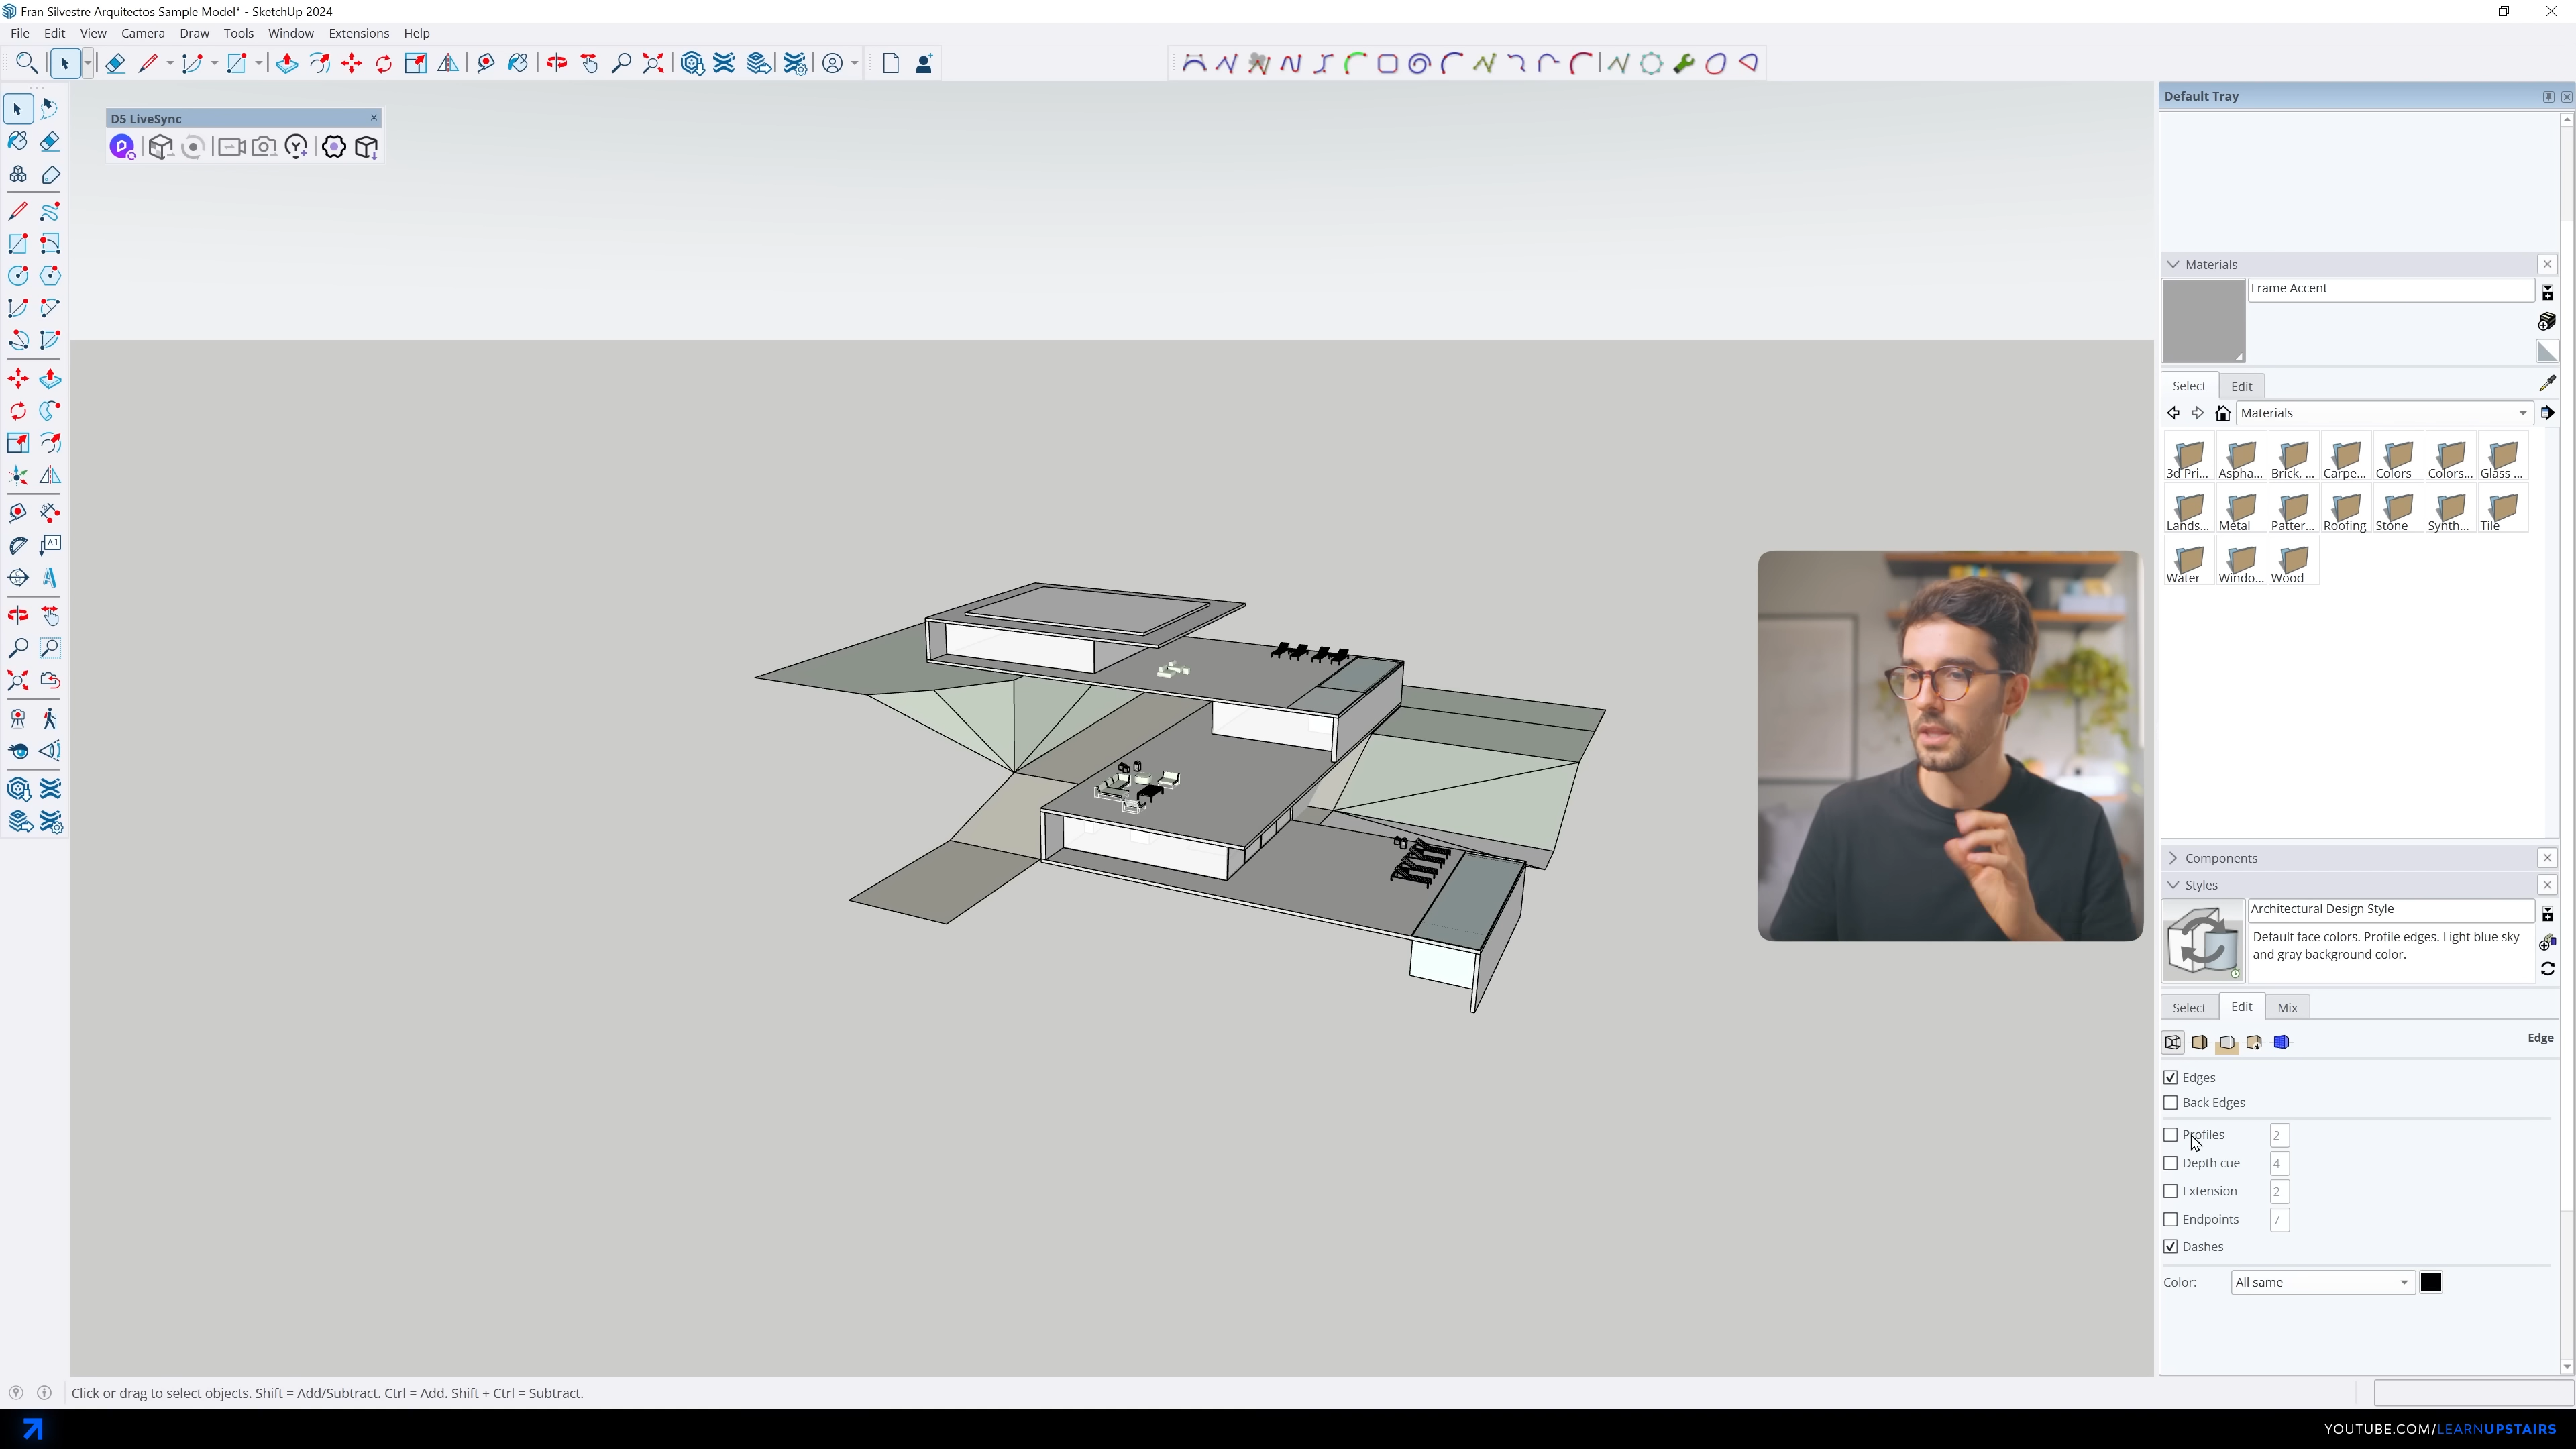 Fran Silvestre Arquitectos Sample Model* - SketchUp 2024
File Edit View Camera Draw Tools Window Extensions Help
D5 LiveSync
Default Tray
Materials
Frame Accent
Select Edit
Materials
3d Pri... Aspha... Brick, ... Carpe... Colors Colors... Glass ...
Lands... Metal Patter... Roofing Stone Synth... Tile
Water Windo... Wood
Components
Styles
Architectural Design Style
Default face colors. Profile edges. Light blue sky
and gray background color.
Select Edit Mix
Edge
Edges
Back Edges
Profiles 2
Depth cue 4
Extension 2
Endpoints 7
Dashes
Color: All same
Click or drag to select objects. Shift = Add/Subtract. Ctrl = Add. Shift + Ctrl = Subtract.
YOUTUBE.COM/LEARNUPSTAIRS